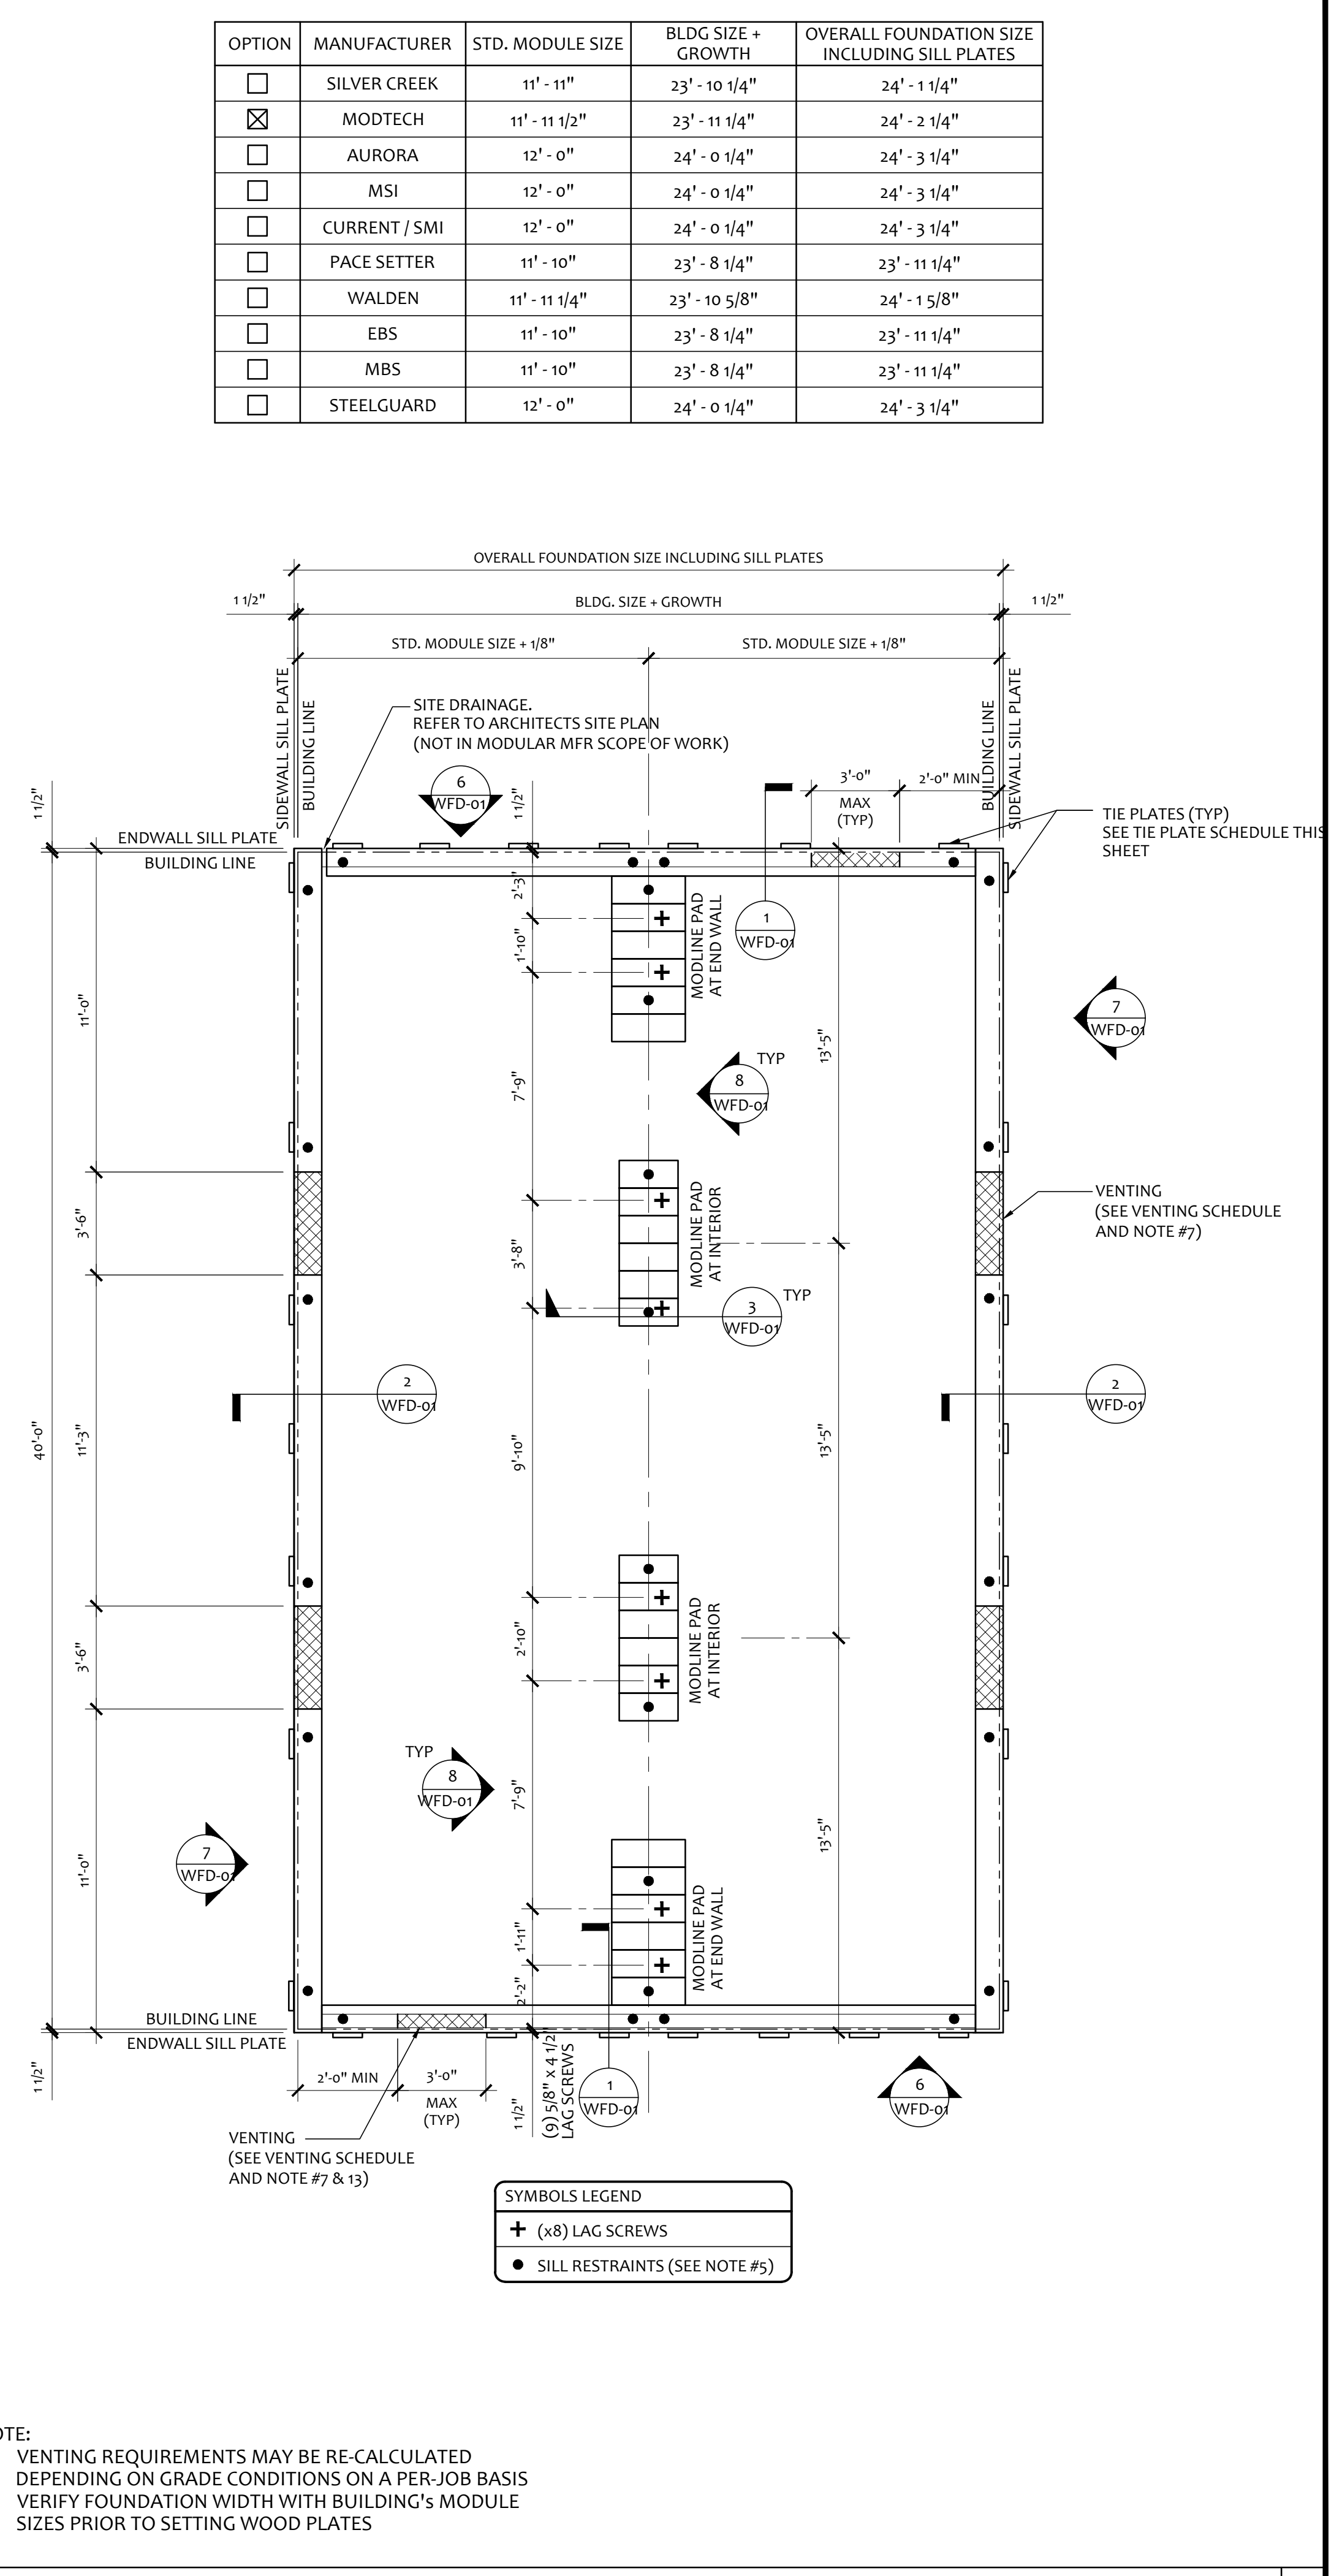 OPTION MANUFACTURER STD. MODULE SIZE BLDG SIZE + GROWTH OVERALL FOUNDATION SIZE INCLUDING SILL PLATES
SILVER CREEK 11' - 11" 23' - 10 1/4" 24' - 1 1/4"
MODTECH 11' - 11 1/2" 23' - 11 1/4" 24' - 2 1/4"
AURORA 12' - 0" 24' - 0 1/4" 24' - 3 1/4"
MSI 12' - 0" 24' - 0 1/4" 24' - 3 1/4"
CURRENT / SMI 12' - 0" 24' - 0 1/4" 24' - 3 1/4"
PACE SETTER 11' - 10" 23' - 8 1/4" 23' - 11 1/4"
WALDEN 11' - 11 1/4" 23' - 10 5/8" 24' - 1 5/8"
EBS 11' - 10" 23' - 8 1/4" 23' - 11 1/4"
MBS 11' - 10" 23' - 8 1/4" 23' - 11 1/4"
STEELGUARD 12' - 0" 24' - 0 1/4" 24' - 3 1/4"
OVERALL FOUNDATION SIZE INCLUDING SILL PLATES
1 1/2"
BLDG. SIZE + GROWTH
1 1/2"
STD. MODULE SIZE + 1/8"
STD. MODULE SIZE + 1/8"
SIDEWALL SILL PLATE
BUILDING LINE
SITE DRAINAGE.
REFER TO ARCHITECTS SITE PLAN
(NOT IN MODULAR MFR SCOPE OF WORK)
BUILDING LINE
SIDEWALL SILL PLATE
1 1/2"
6
WFD-01
1 1/2"
3'-0"
MAX
(TYP)
2'-0" MIN
TIE PLATES (TYP)
SEE TIE PLATE SCHEDULE THIS
SHEET
ENDWALL SILL PLATE
BUILDING LINE
2'-3"
1'-10"
MODLINE PAD
AT END WALL
1
WFD-01
11'-0"
7
WFD-01
13'-5"
7'-9"
TYP
8
WFD-01
3'-6"
3'-8"
MODLINE PAD
AT INTERIOR
VENTING
(SEE VENTING SCHEDULE
AND NOTE #7)
TYP
3
WFD-01
2
WFD-01
2
WFD-01
40'-0"
11'-3"
9'-10"
13'-5"
3'-6"
2'-10"
MODLINE PAD
AT INTERIOR
TYP
8
WFD-01
7'-9"
13'-5"
7
WFD-01
11'-0"
1'-11"
MODLINE PAD
AT END WALL
2'-2"
BUILDING LINE
ENDWALL SILL PLATE
1 1/2"
2'-0" MIN
3'-0"
MAX
(TYP)
1 1/2"
(9) 5/8" x 4 1/2"
LAG SCREWS
1
WFD-01
6
WFD-01
VENTING
(SEE VENTING SCHEDULE
AND NOTE #7 & 13)
SYMBOLS LEGEND
+ (x8) LAG SCREWS
● SILL RESTRAINTS (SEE NOTE #5)
OTE:
VENTING REQUIREMENTS MAY BE RE-CALCULATED
DEPENDING ON GRADE CONDITIONS ON A PER-JOB BASIS
VERIFY FOUNDATION WIDTH WITH BUILDING's MODULE
SIZES PRIOR TO SETTING WOOD PLATES